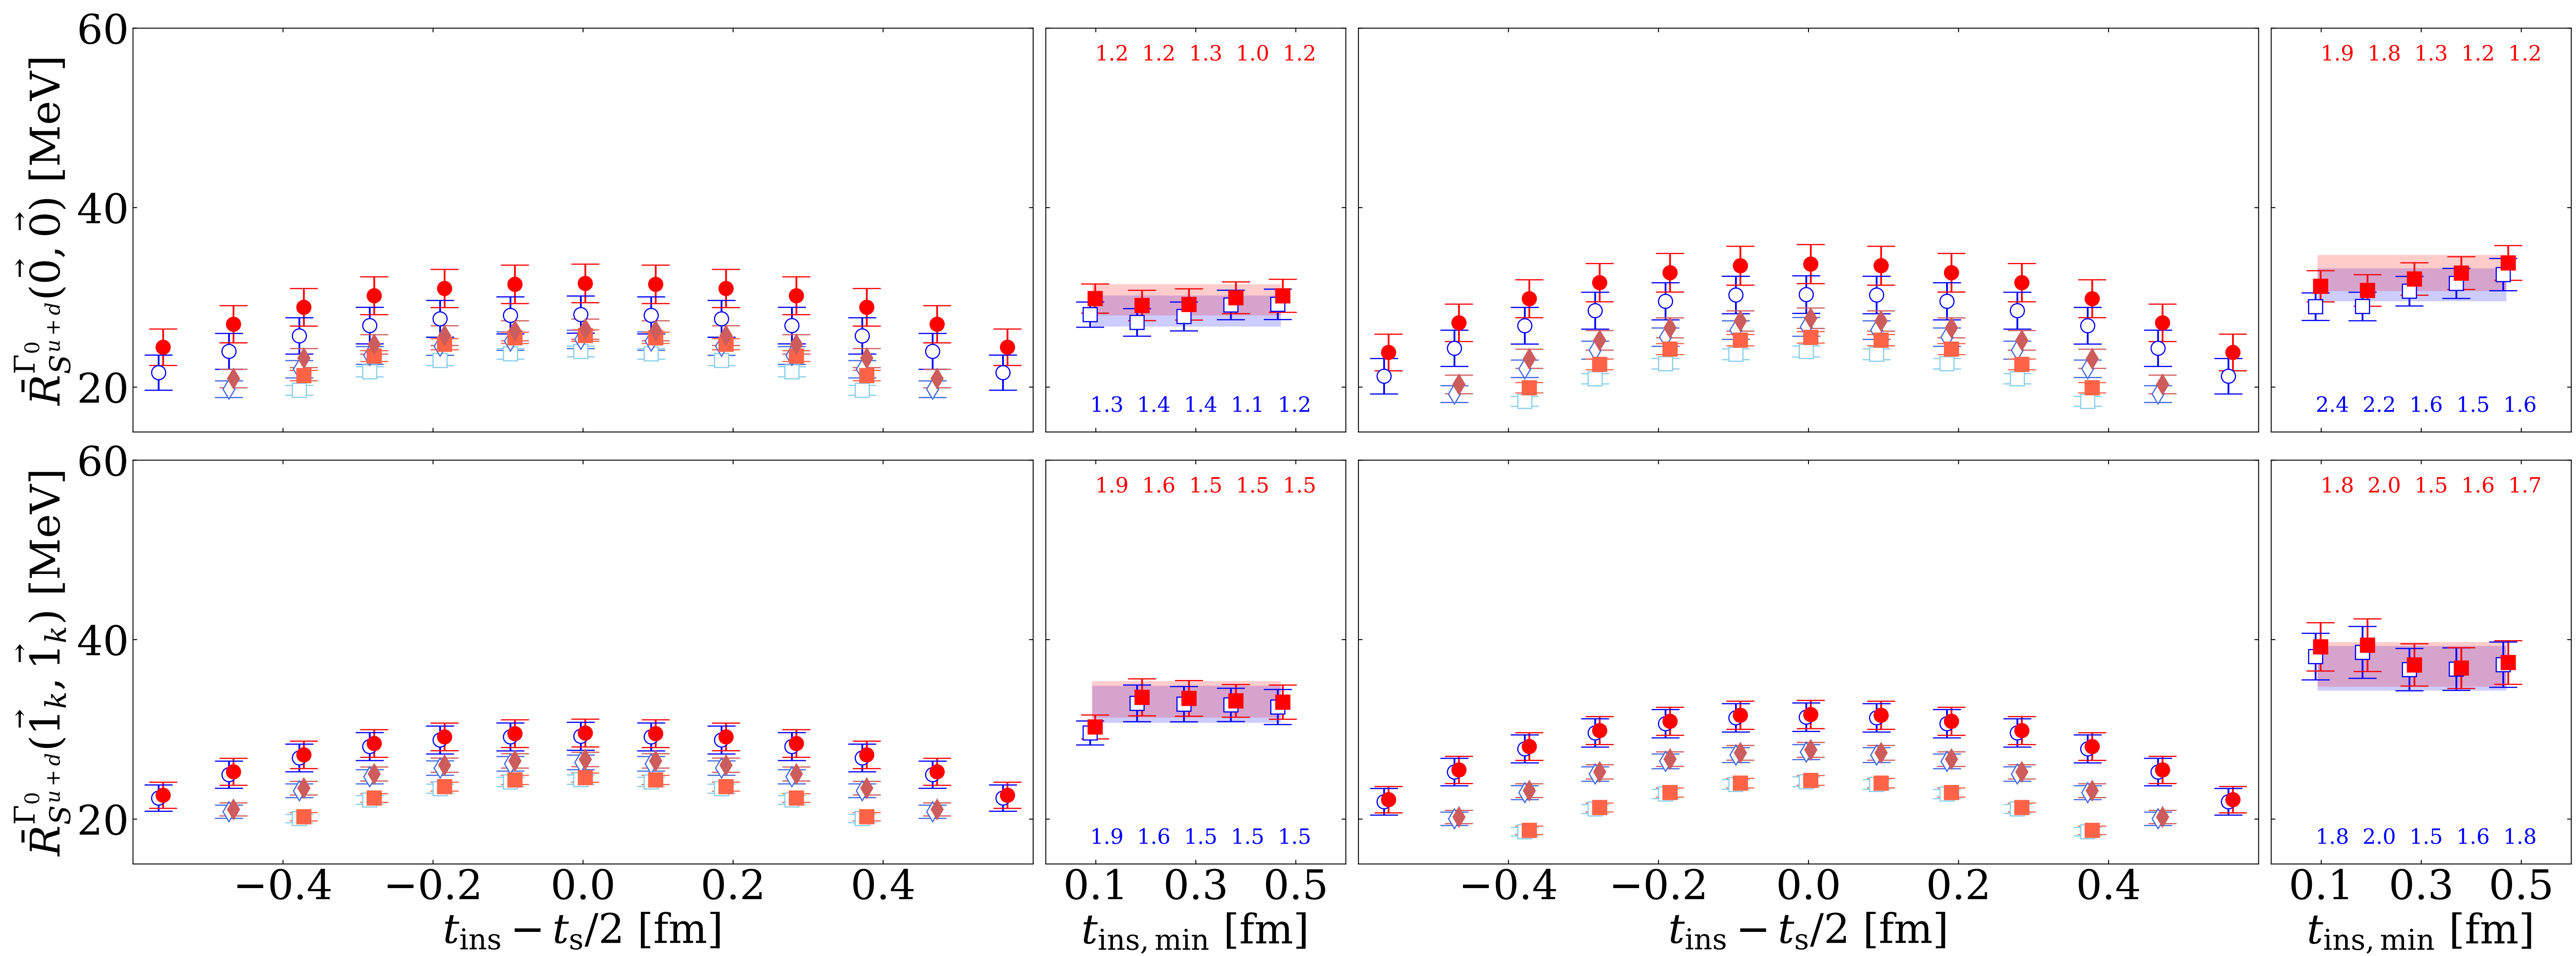 60
40
20
R̄^{Γ^0}_{S^{u+d}}(0⃗, 0⃗) [MeV]
1.2 1.2 1.3 1.0 1.2
1.3 1.4 1.4 1.1 1.2
1.9 1.8 1.3 1.2 1.2
2.4 2.2 1.6 1.5 1.6
60
40
20
R̄^{Γ^0}_{S^{u+d}}(1⃗_k, 1⃗_k) [MeV]
1.9 1.6 1.5 1.5 1.5
1.9 1.6 1.5 1.5 1.5
1.8 2.0 1.5 1.6 1.7
1.8 2.0 1.5 1.6 1.8
−0.4 −0.2 0.0 0.2 0.4
t_ins − t_s/2 [fm]
0.1 0.3 0.5
t_ins, min [fm]
−0.4 −0.2 0.0 0.2 0.4
t_ins − t_s/2 [fm]
0.1 0.3 0.5
t_ins, min [fm]